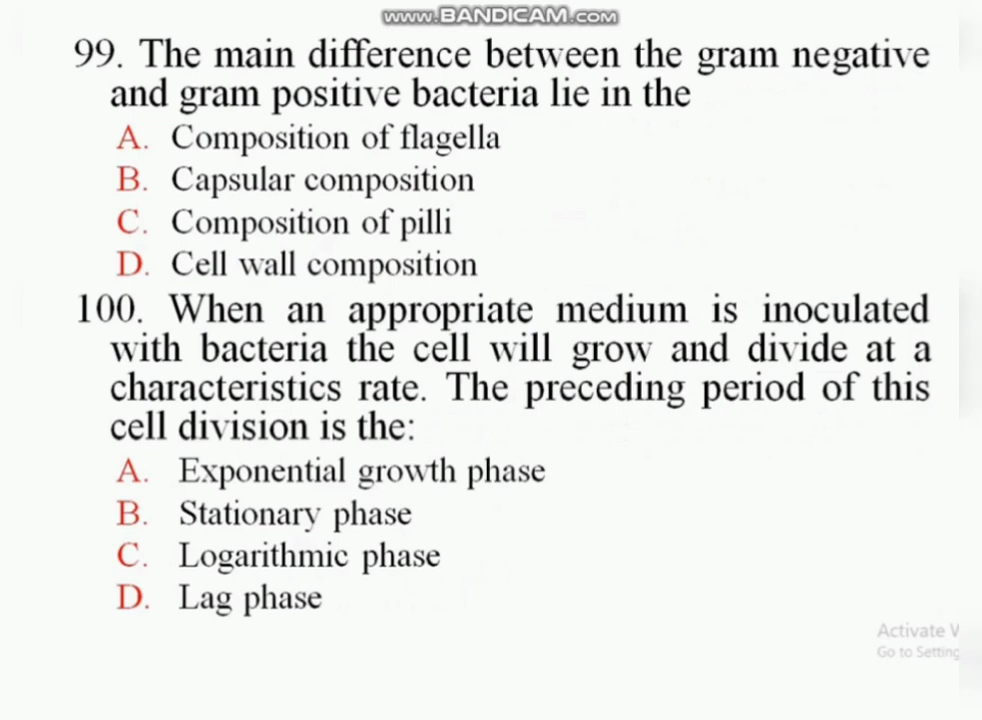 www.BANDICAM.COM
99. The main difference between the gram negative
and gram positive bacteria lie in the
A. Composition of flagella
B. Capsular composition
C. Composition of pilli
D. Cell wall composition
100. When an appropriate medium is inoculated
with bacteria the cell will grow and divide at a
characteristics rate. The preceding period of this
cell division is the:
A. Exponential growth phase
B. Stationary phase
C. Logarithmic phase
D. Lag phase
Activate
Go to Setting